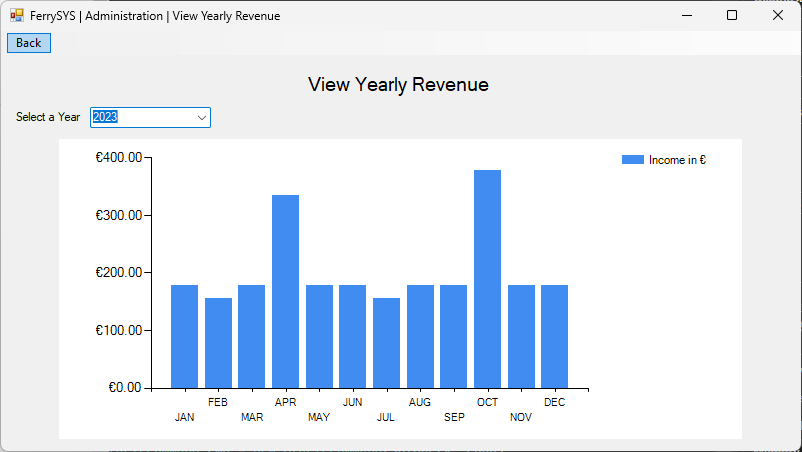 FerrySYS | Administration | View Yearly Revenue
Back
View Yearly Revenue
Select a Year 2023
€400.00
€300.00
€200.00
€100.00
€0.00
Income in €
FEB APR JUN AUG OCT DEC
JAN MAR MAY JUL SEP NOV